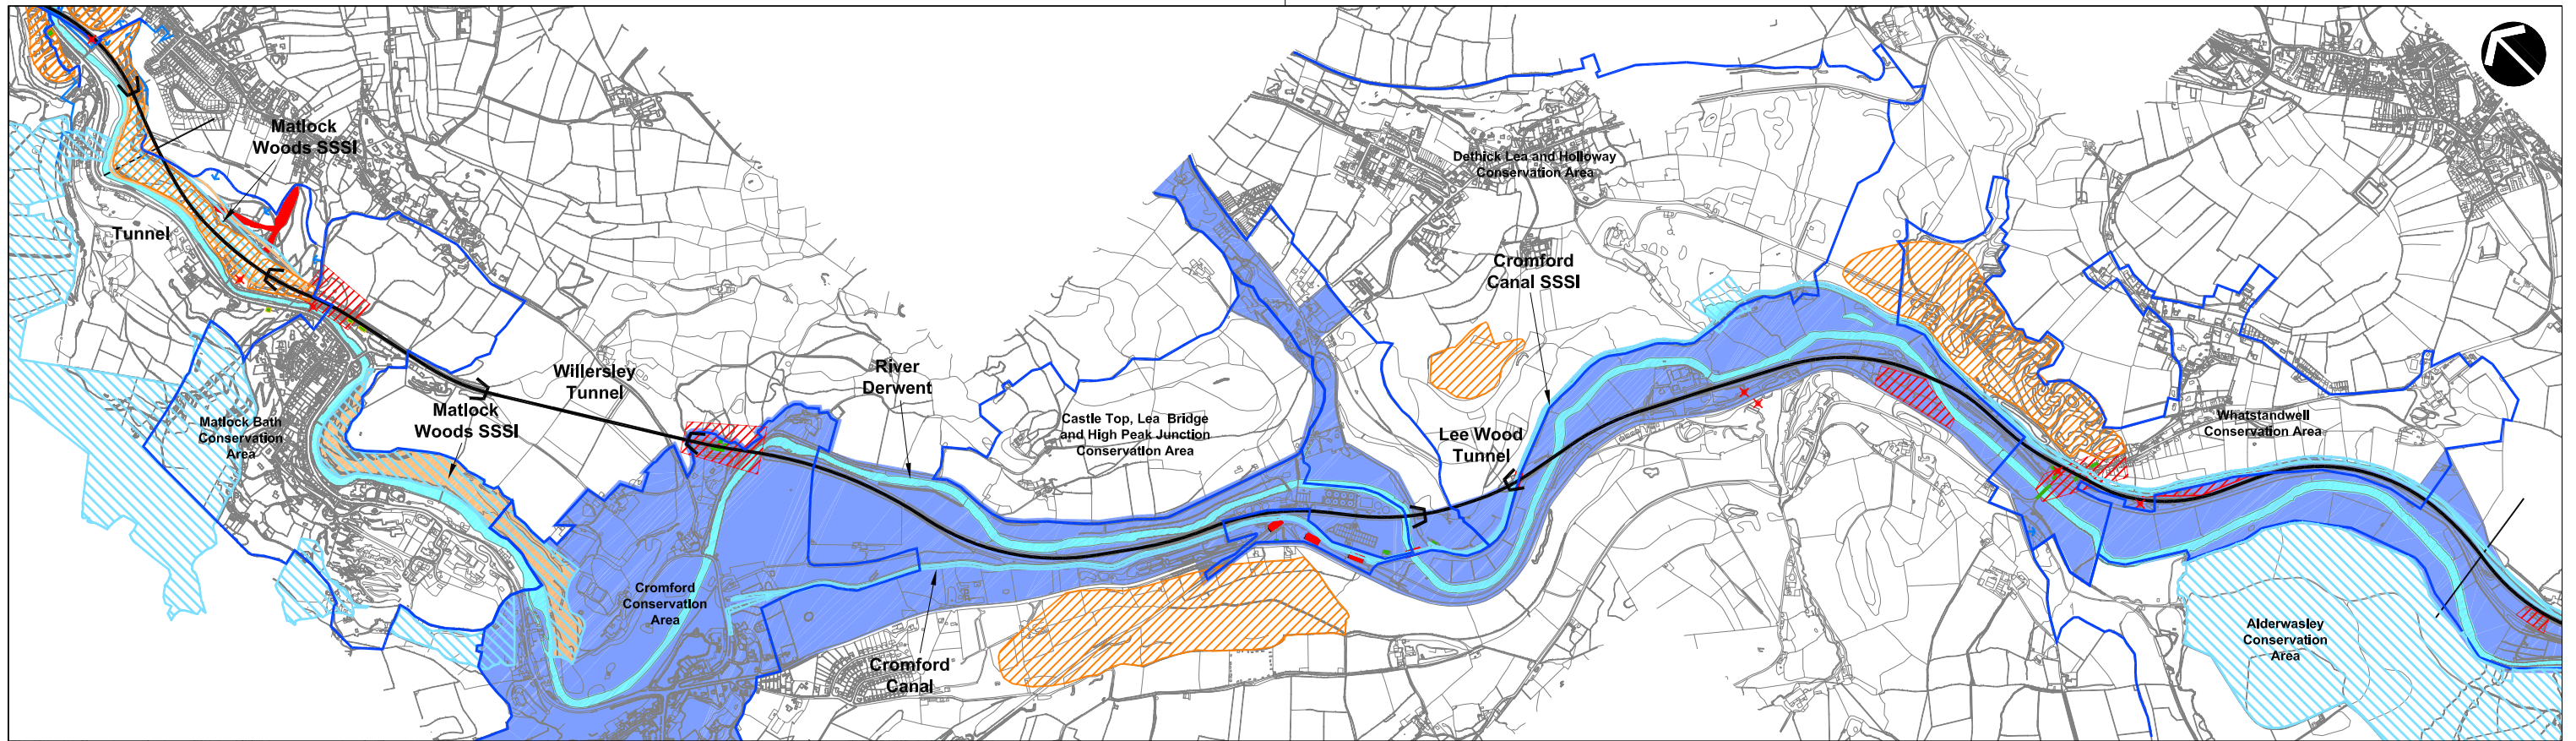 Matlock
Woods SSSI
Tunnel
Matlock Bath
Conservation
Area
Matlock
Woods SSSI
Willersley
Tunnel
River
Derwent
Cromford
Conservation
Area
Cromford
Canal
Castle Top, Lea Bridge
and High Peak Junction
Conservation Area
Dethick Lea and Holloway
Conservation Area
Cromford
Canal SSSI
Lee Wood
Tunnel
Whatstandwell
Conservation Area
Alderwasley
Conservation
Area